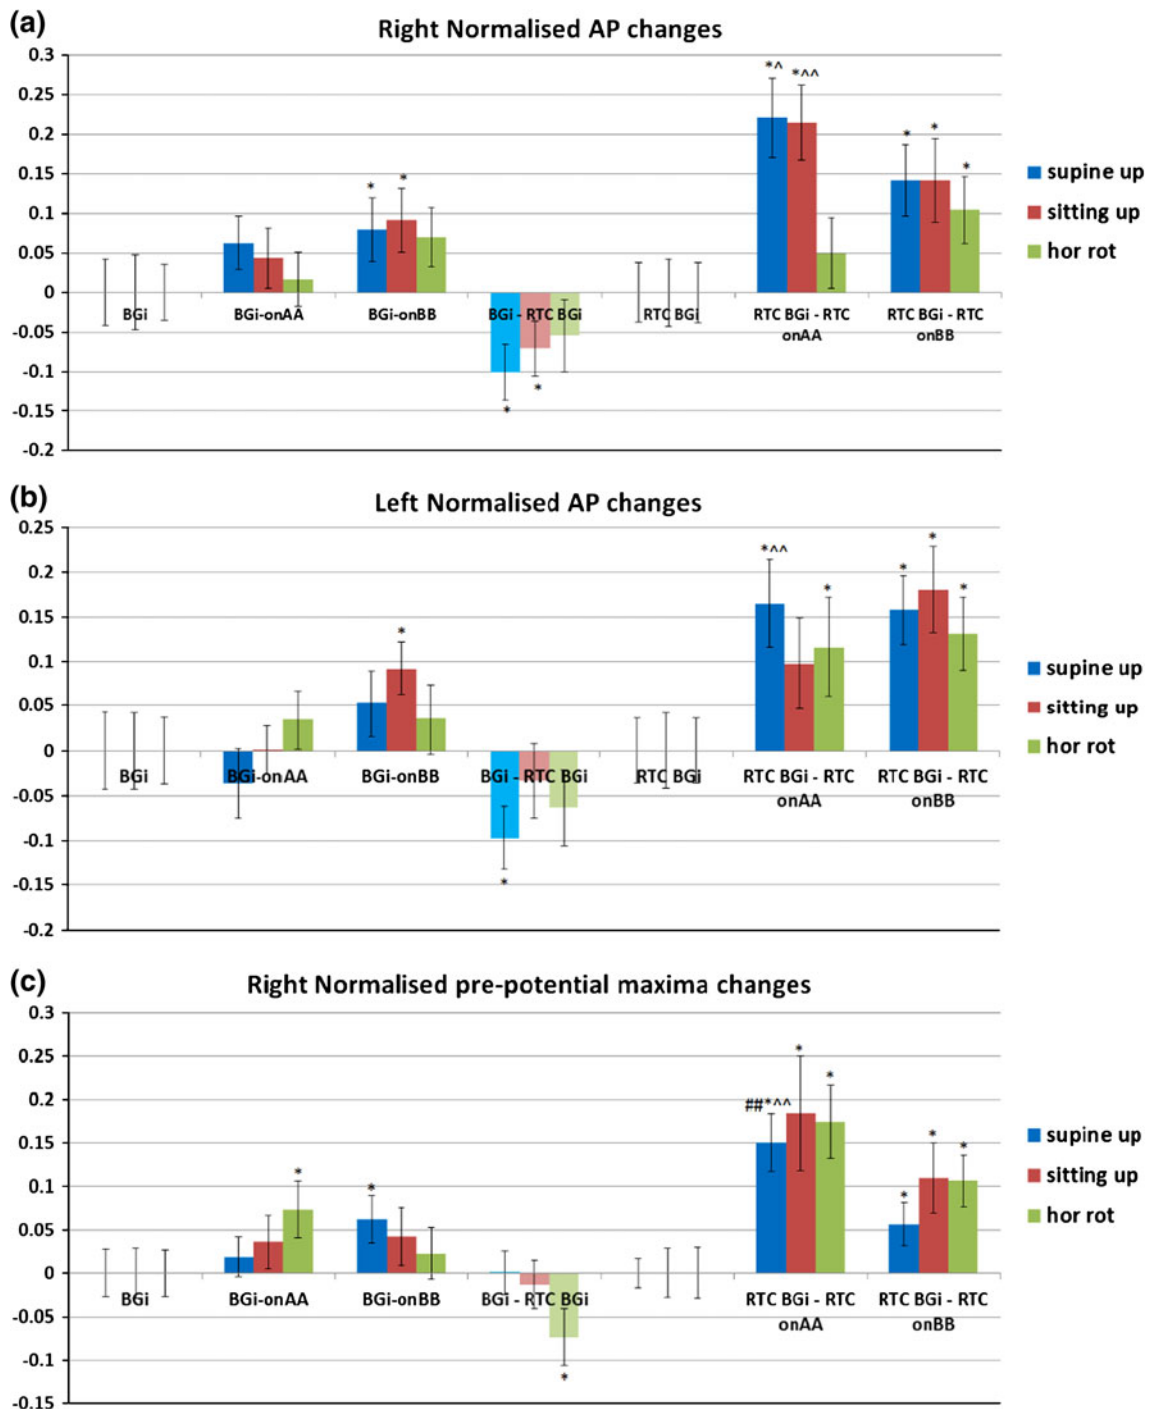 (a)
Right Normalised AP changes
0.3
0.25
0.2
0.15
0.1
0.05
0
-0.05
-0.1
-0.15
-0.2
*^ *^^
* * *
* *
BGi BGi-onAA BGi-onBB BGi - RTC BGi RTC BGi RTC BGi - RTC RTC BGi - RTC
onAA onBB
* *
supine up
sitting up
hor rot
(b)
Left Normalised AP changes
0.25
0.2
0.15
0.1
0.05
0
-0.05
-0.1
-0.15
-0.2
*^^ * * * *
*
BGi BGi-onAA BGi-onBB BGi - RTC BGi RTC BGi RTC BGi - RTC RTC BGi - RTC
onAA onBB
*
supine up
sitting up
hor rot
(c)
Right Normalised pre-potential maxima changes
0.3
0.25
0.2
0.15
0.1
0.05
0
-0.05
-0.1
-0.15
##*^^ * *
* * * * *
BGi BGi-onAA BGi-onBB BGi - RTC BGi RTC BGi - RTC RTC BGi - RTC
onAA onBB
*
supine up
sitting up
hor rot